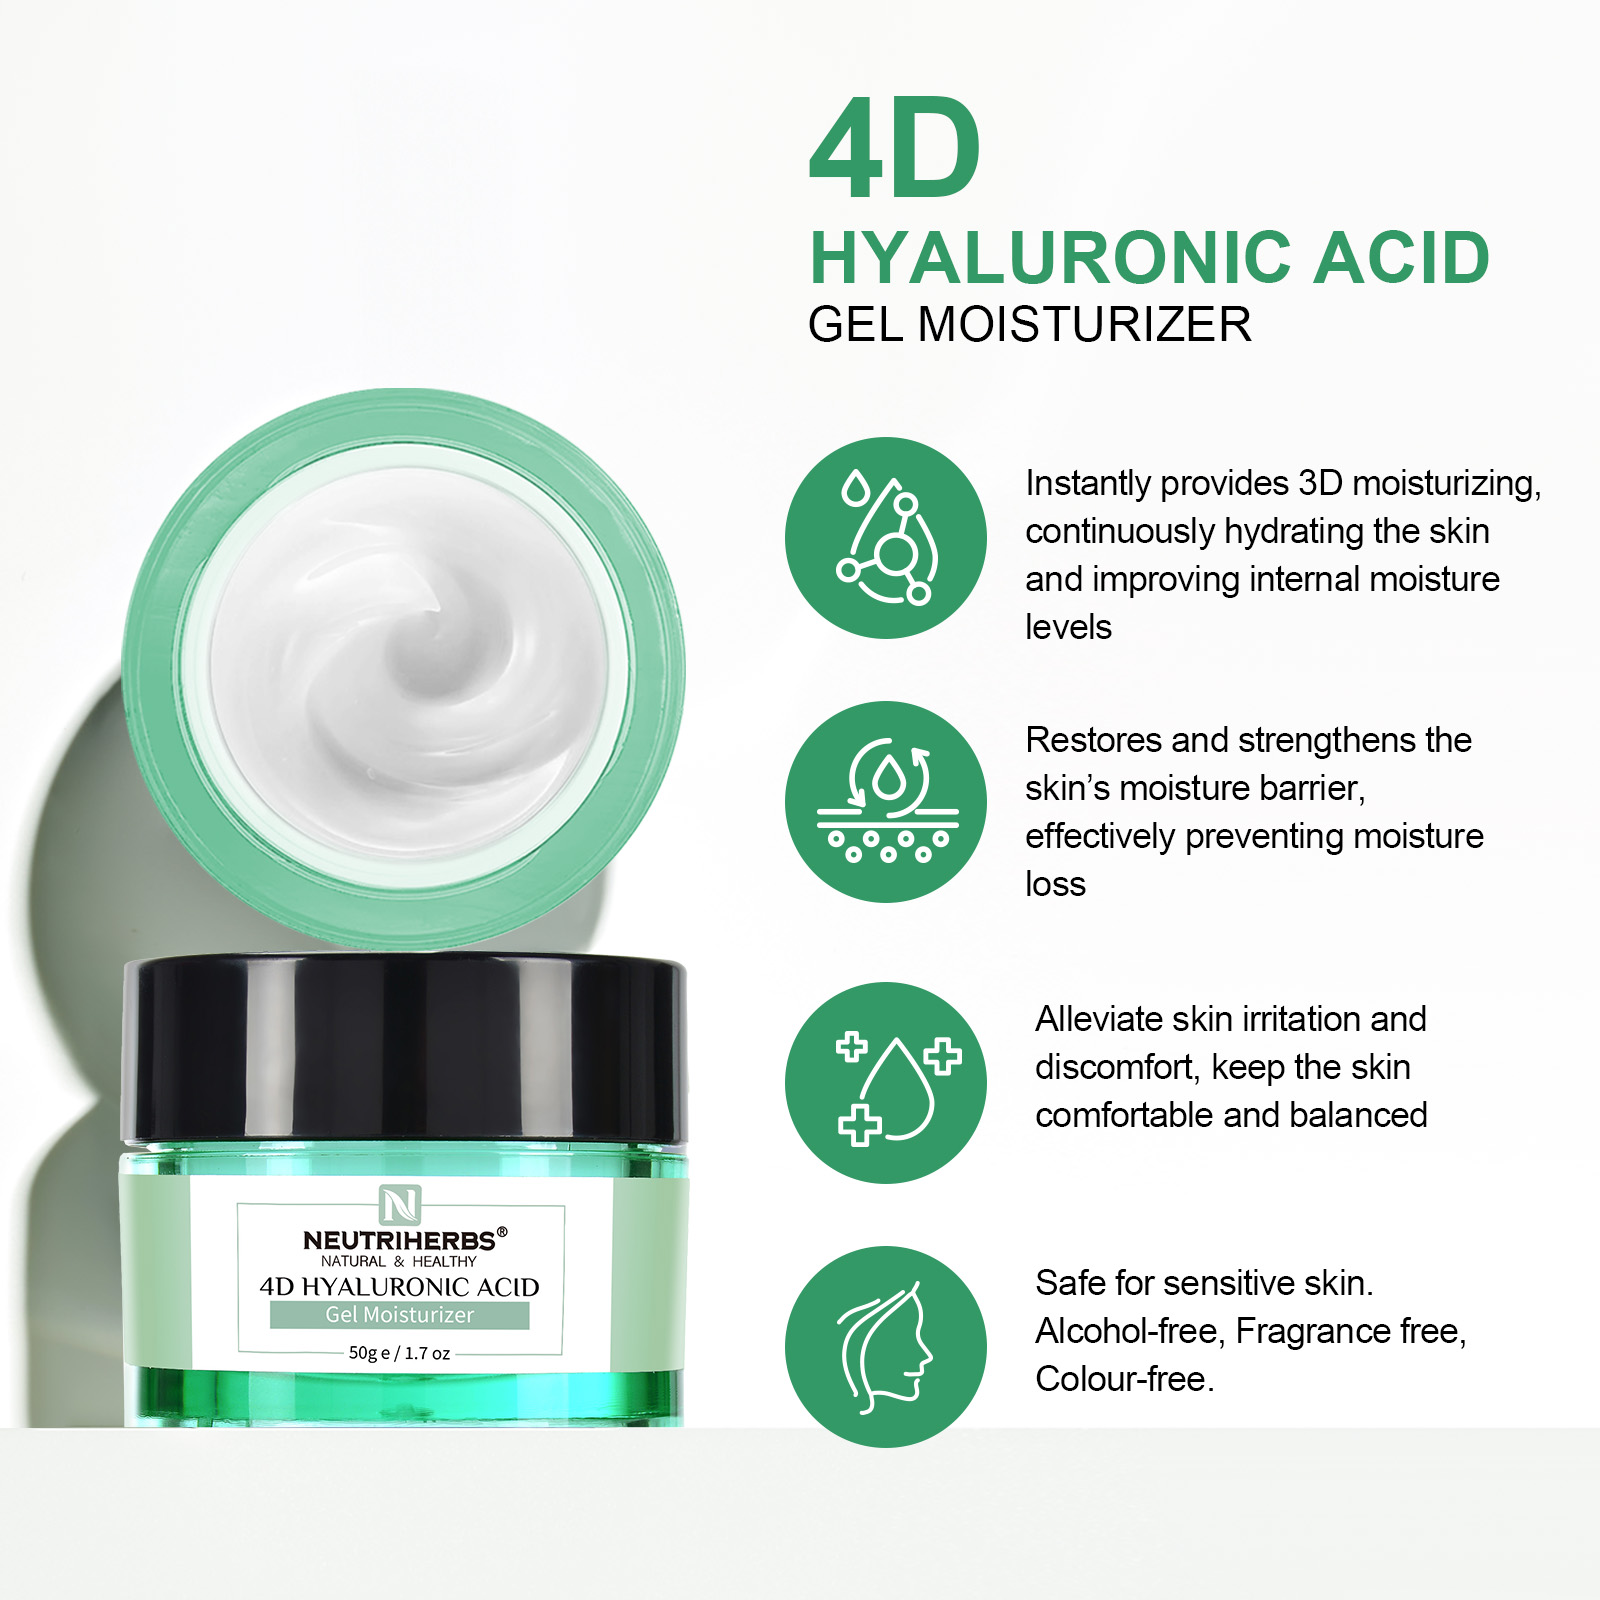 4D
HYALURONIC ACID
GEL MOISTURIZER
Instantly provides 3D moisturizing,
continuously hydrating the skin
and improving internal moisture
levels
Restores and strengthens the
skin’s moisture barrier,
effectively preventing moisture
loss
Alleviate skin irritation and
discomfort, keep the skin
comfortable and balanced
Safe for sensitive skin.
Alcohol-free, Fragrance free,
Colour-free.
N
NEUTRIHERBS®
NATURAL & HEALTHY
4D HYALURONIC ACID
Gel Moisturizer
50g e / 1.7 oz